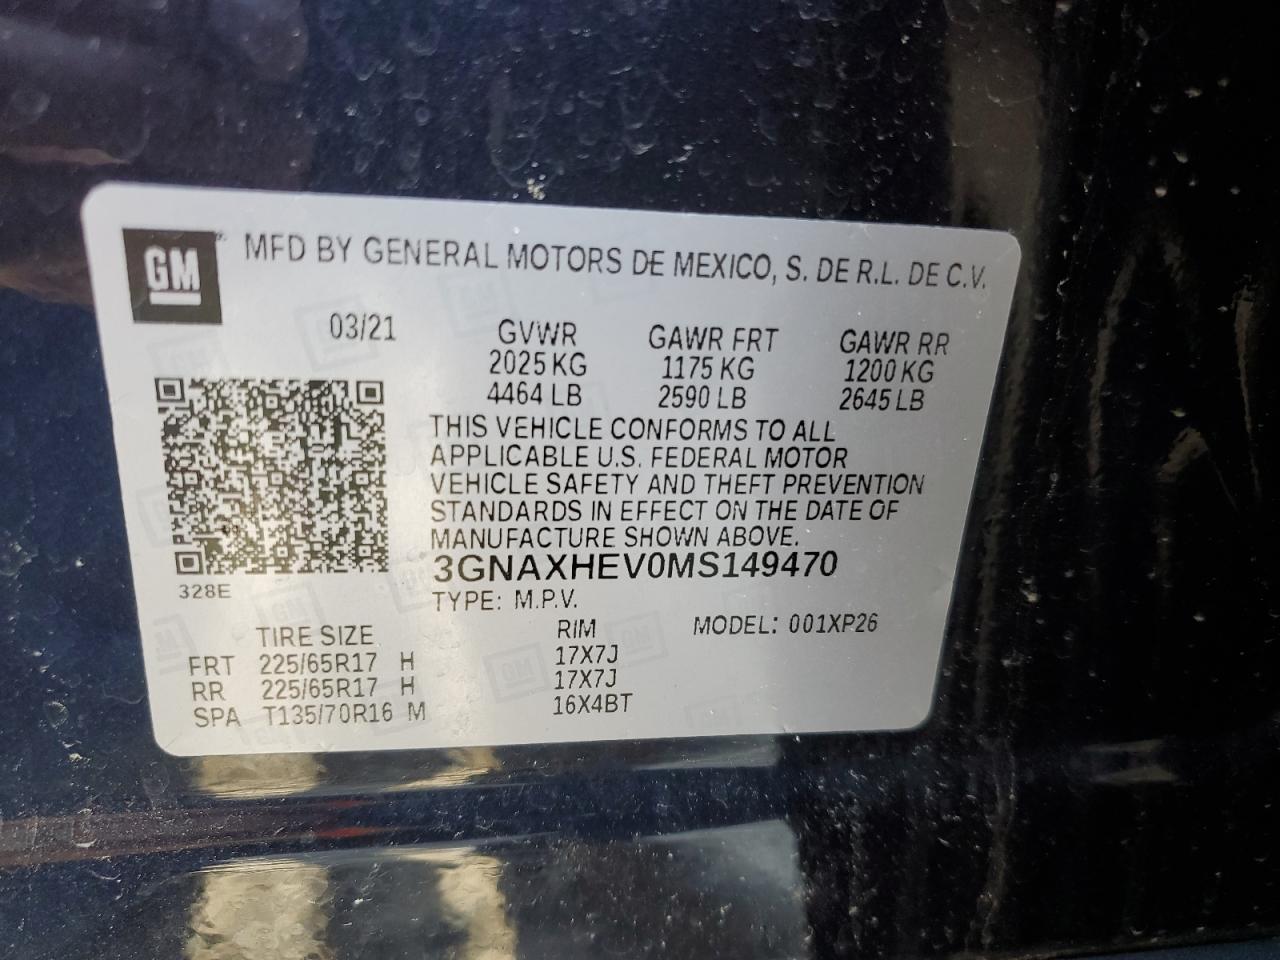 GM
MFD BY GENERAL MOTORS DE MEXICO, S. DE R.L. DE C.V.
03/21 GVWR GAWR FRT GAWR RR
2025 KG 1175 KG 1200 KG
4464 LB 2590 LB 2645 LB
THIS VEHICLE CONFORMS TO ALL
APPLICABLE U.S. FEDERAL MOTOR
VEHICLE SAFETY AND THEFT PREVENTION
STANDARDS IN EFFECT ON THE DATE OF
MANUFACTURE SHOWN ABOVE.
3GNAXHEV0MS149470
328E
TYPE: M.P.V.
TIRE SIZE RIM MODEL: 001XP26
FRT 225/65R17 H 17X7J
RR 225/65R17 H 17X7J
SPA T135/70R16 M 16X4BT